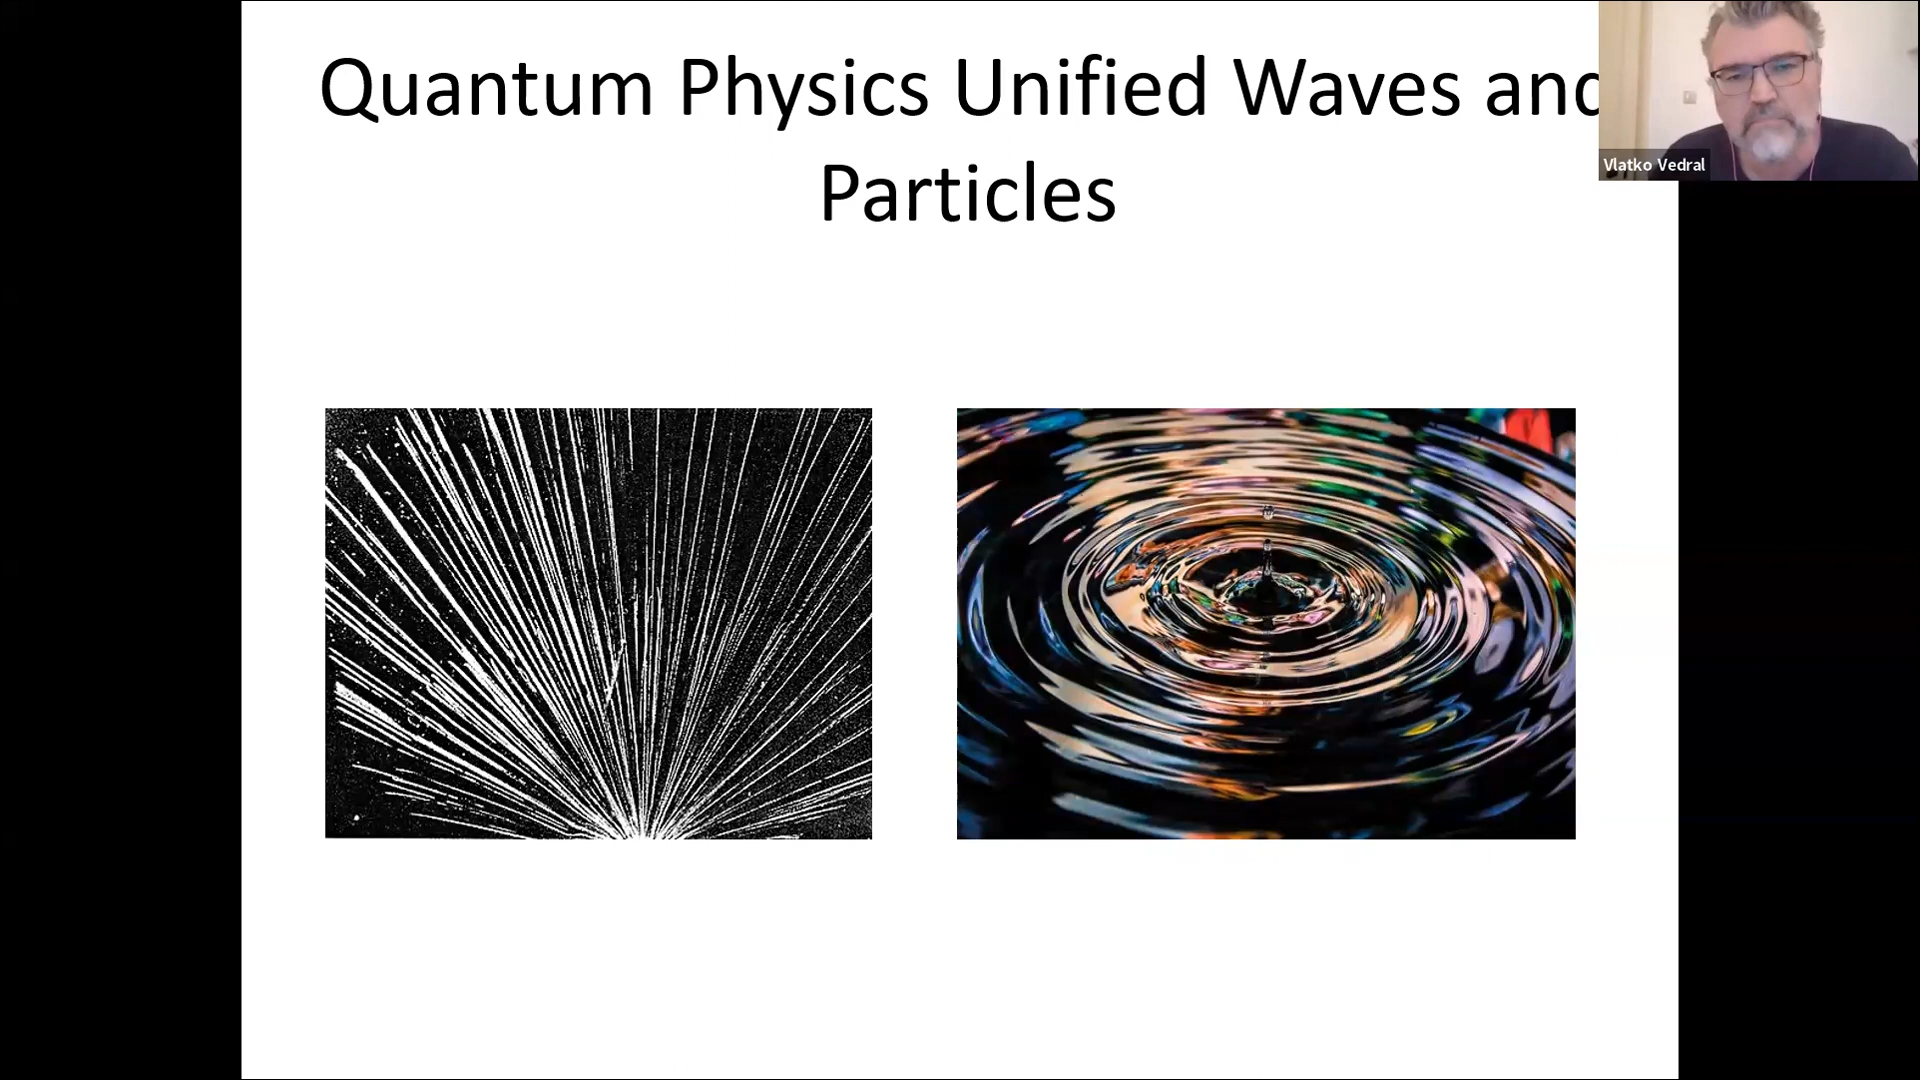 Quantum Physics Unified Waves and
Particles
Vlatko Vedral